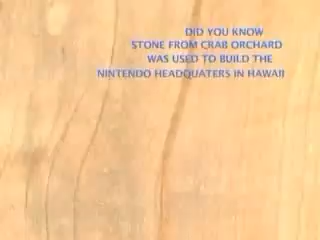 DID YOU KNOW
STONE FROM CRAB ORCHARD
WAS USED TO BUILD THE
NINTENDO HEADQUATERS IN HAWAII